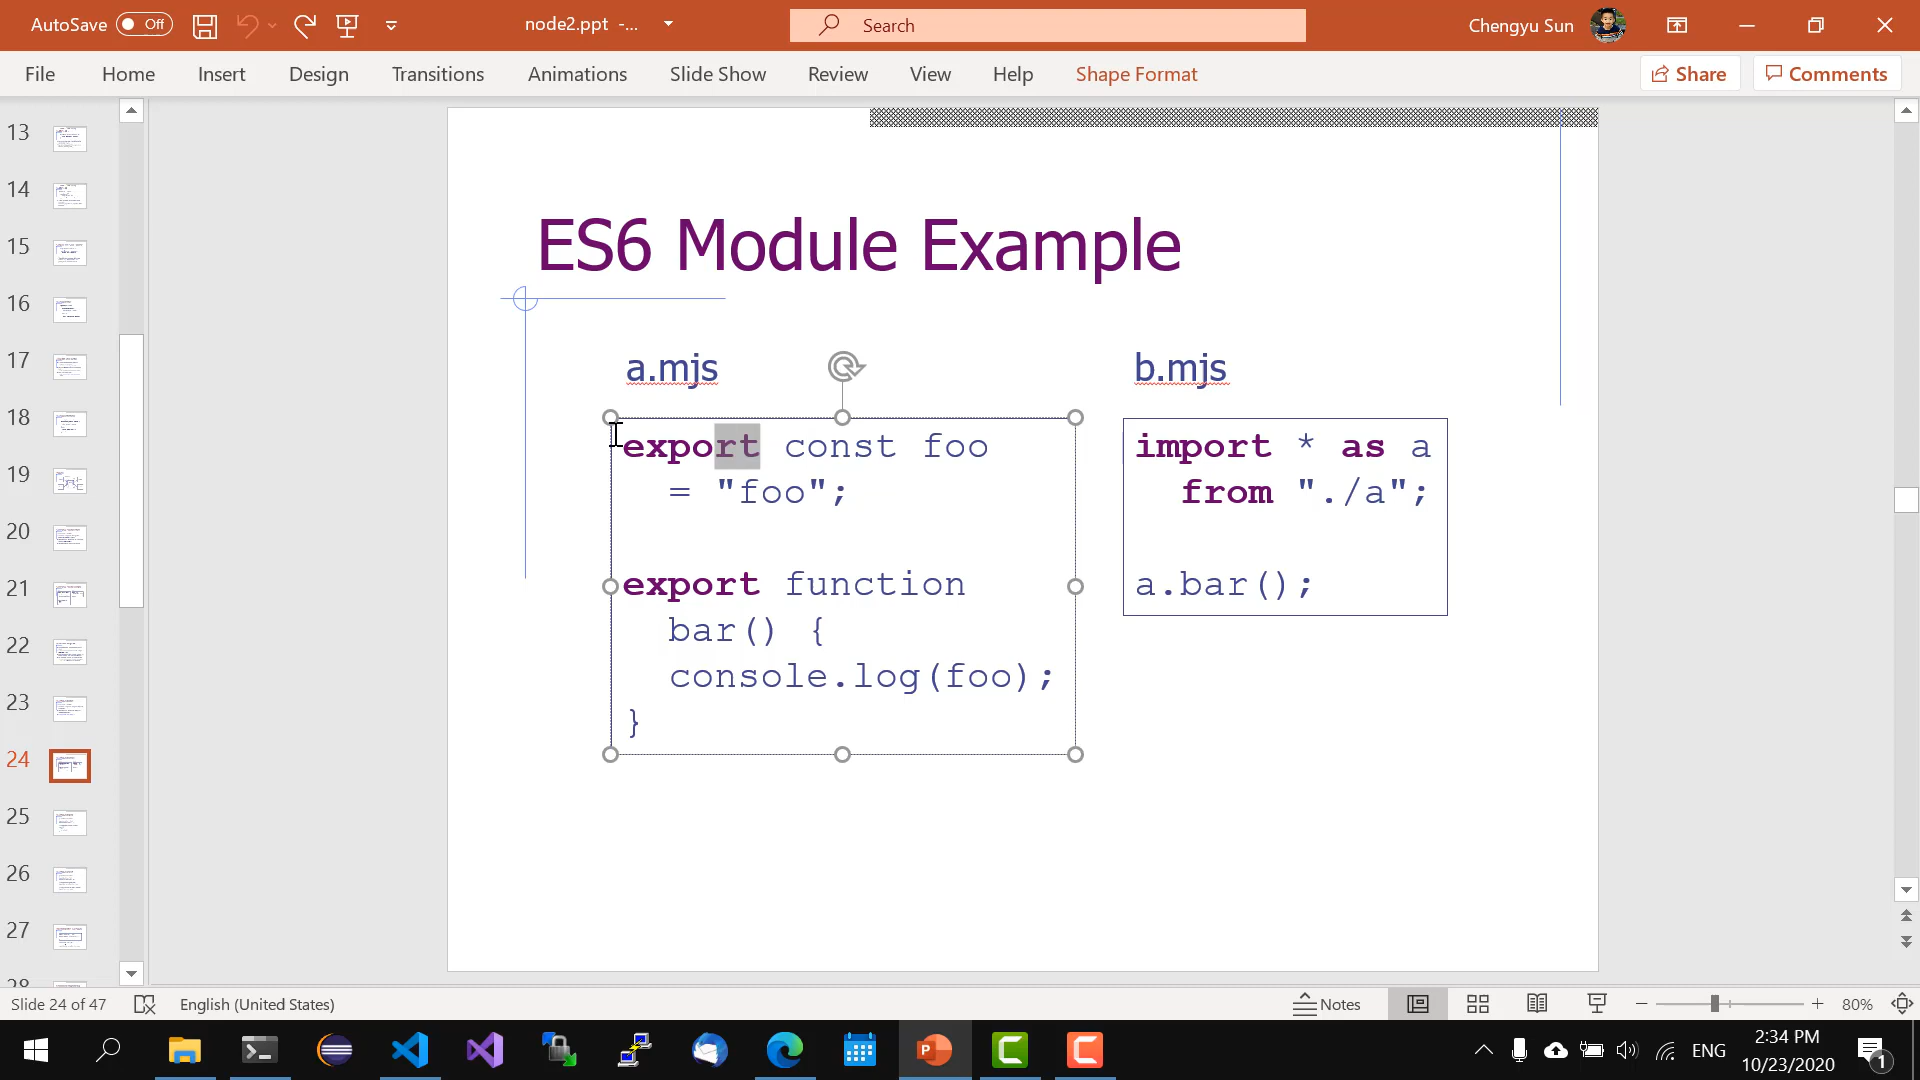 AutoSave Off
node2.ppt -...
Search
Chengyu Sun
File Home Insert Design Transitions Animations Slide Show Review View Help Shape Format Share Comments
13
14
15
16
17
18
19
20
21
22
23
24
25
26
27
28
ES6 Module Example
a.mjs
export const foo
= "foo";
export function
bar() {
console.log(foo);
}
b.mjs
import * as a
from "./a";
a.bar();
Slide 24 of 47 English (United States) Notes 80%
ENG
2:34 PM
10/23/2020
1